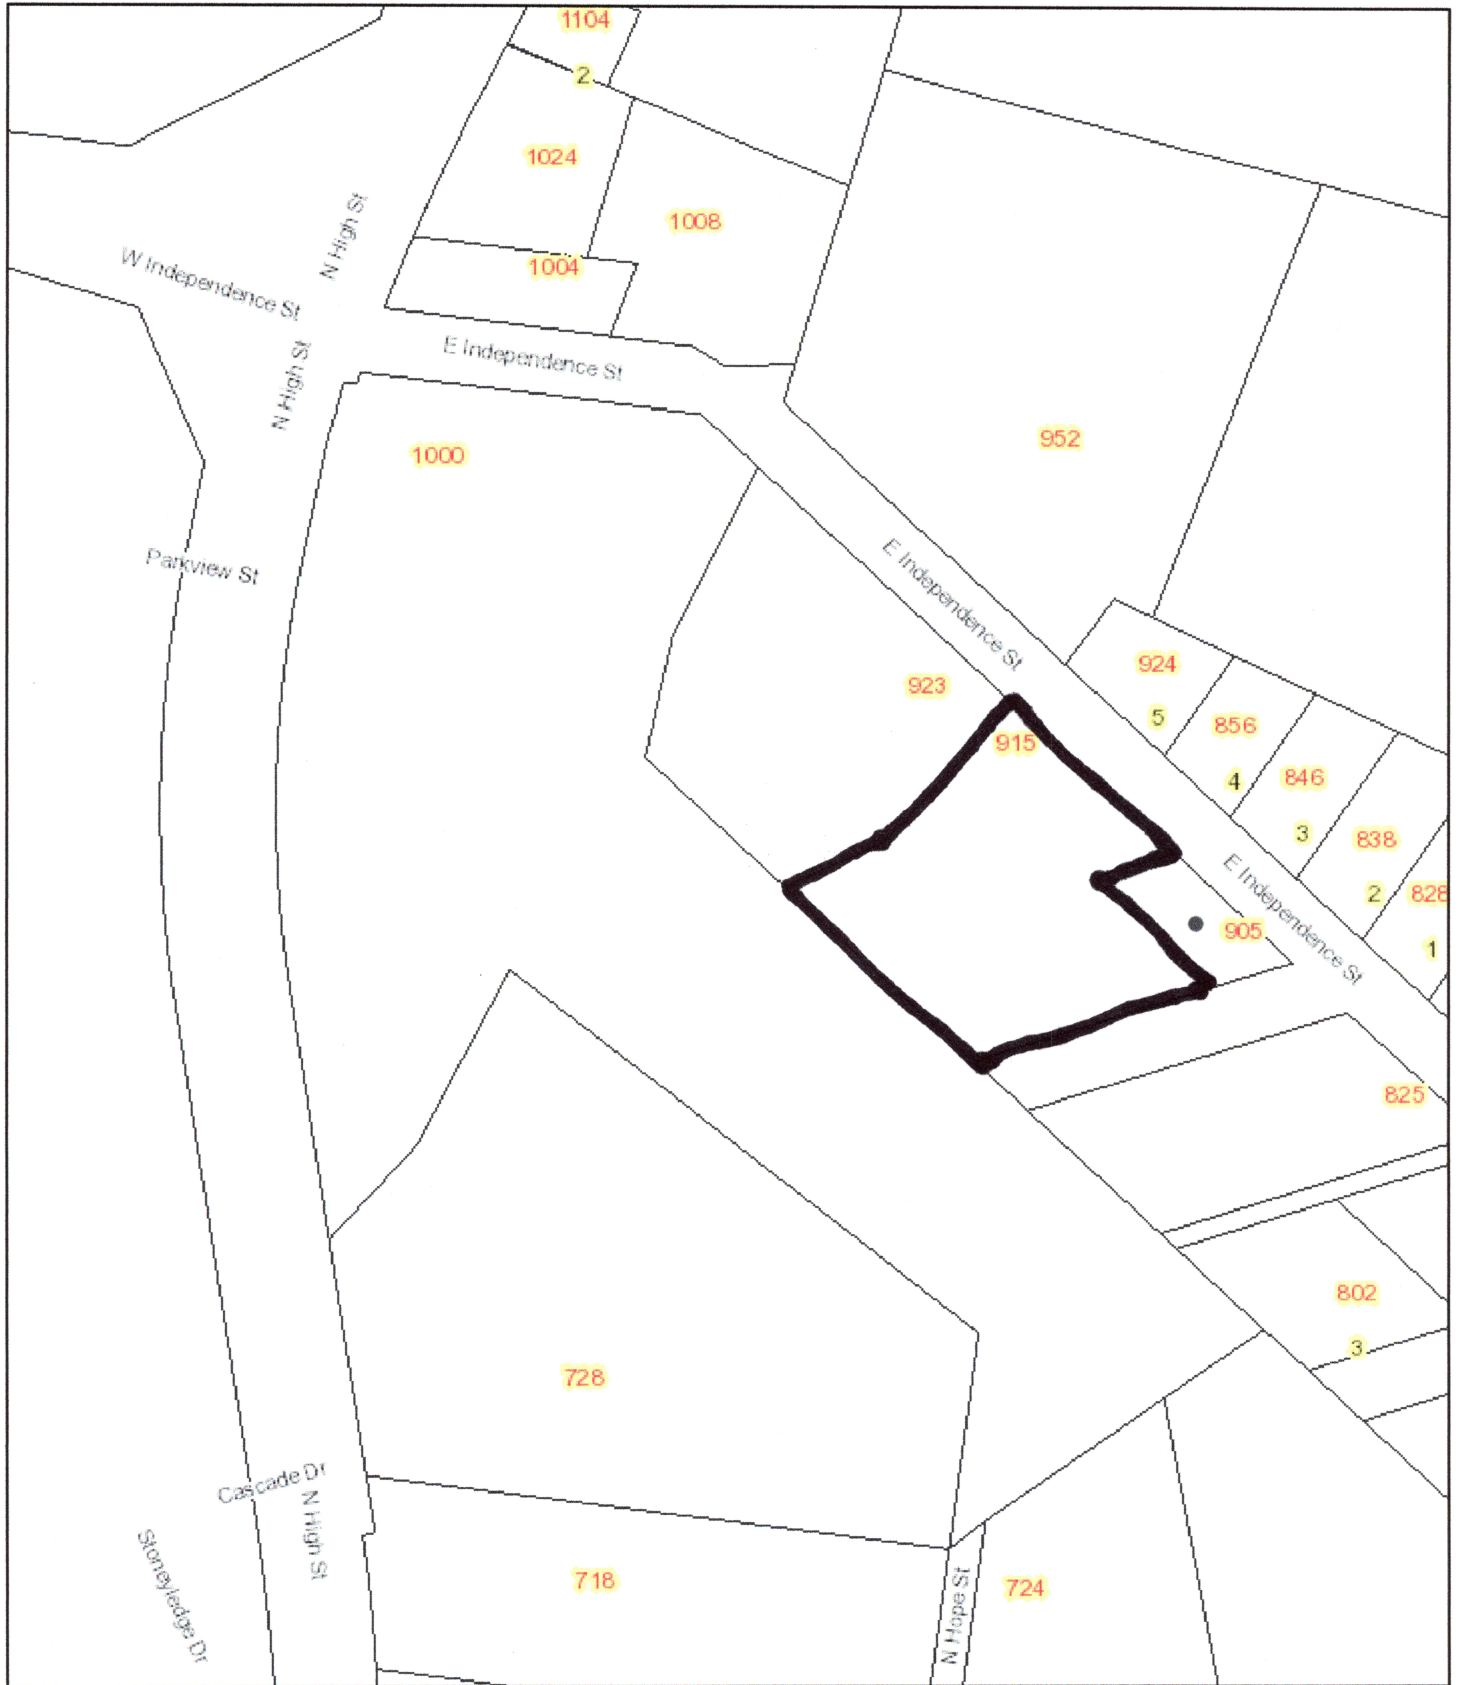 1104
2
1024
1008
N High St
W Independence St
1004
E Independence St
N High St
952
1000
Parkview St
E Independence St
924
923
5
856
915
4
846
3
838
E Independence St
2
828
905
1
825
802
3
728
Cascade Dr
N High St
Stoneyledge Dr
718
724
N Hope St